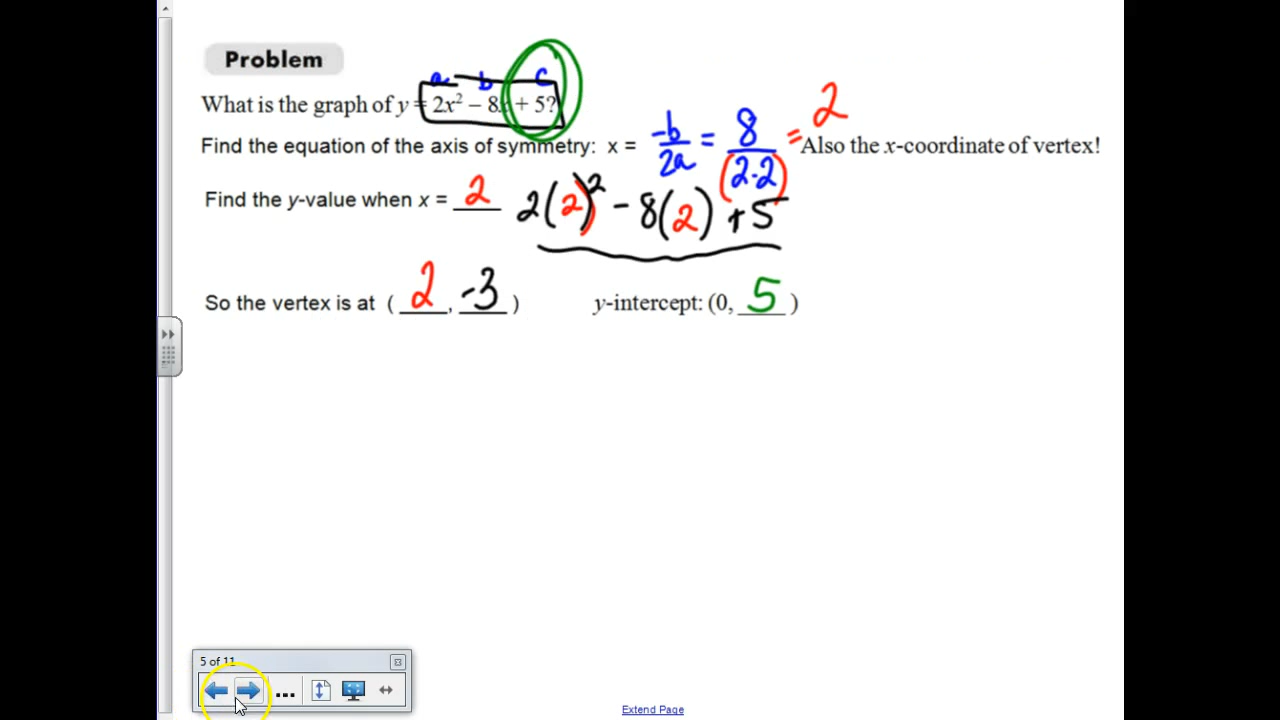 Problem
a b c
What is the graph of y = 2x² − 8x + 5?
Find the equation of the axis of symmetry: x = -b/2a = 8/(2·2) = 2 Also the x-coordinate of vertex!
Find the y-value when x = 2 2(2)² - 8(2) + 5
So the vertex is at ( 2, -3 ) y-intercept: (0, 5 )
5 of 11
...
Extend Page